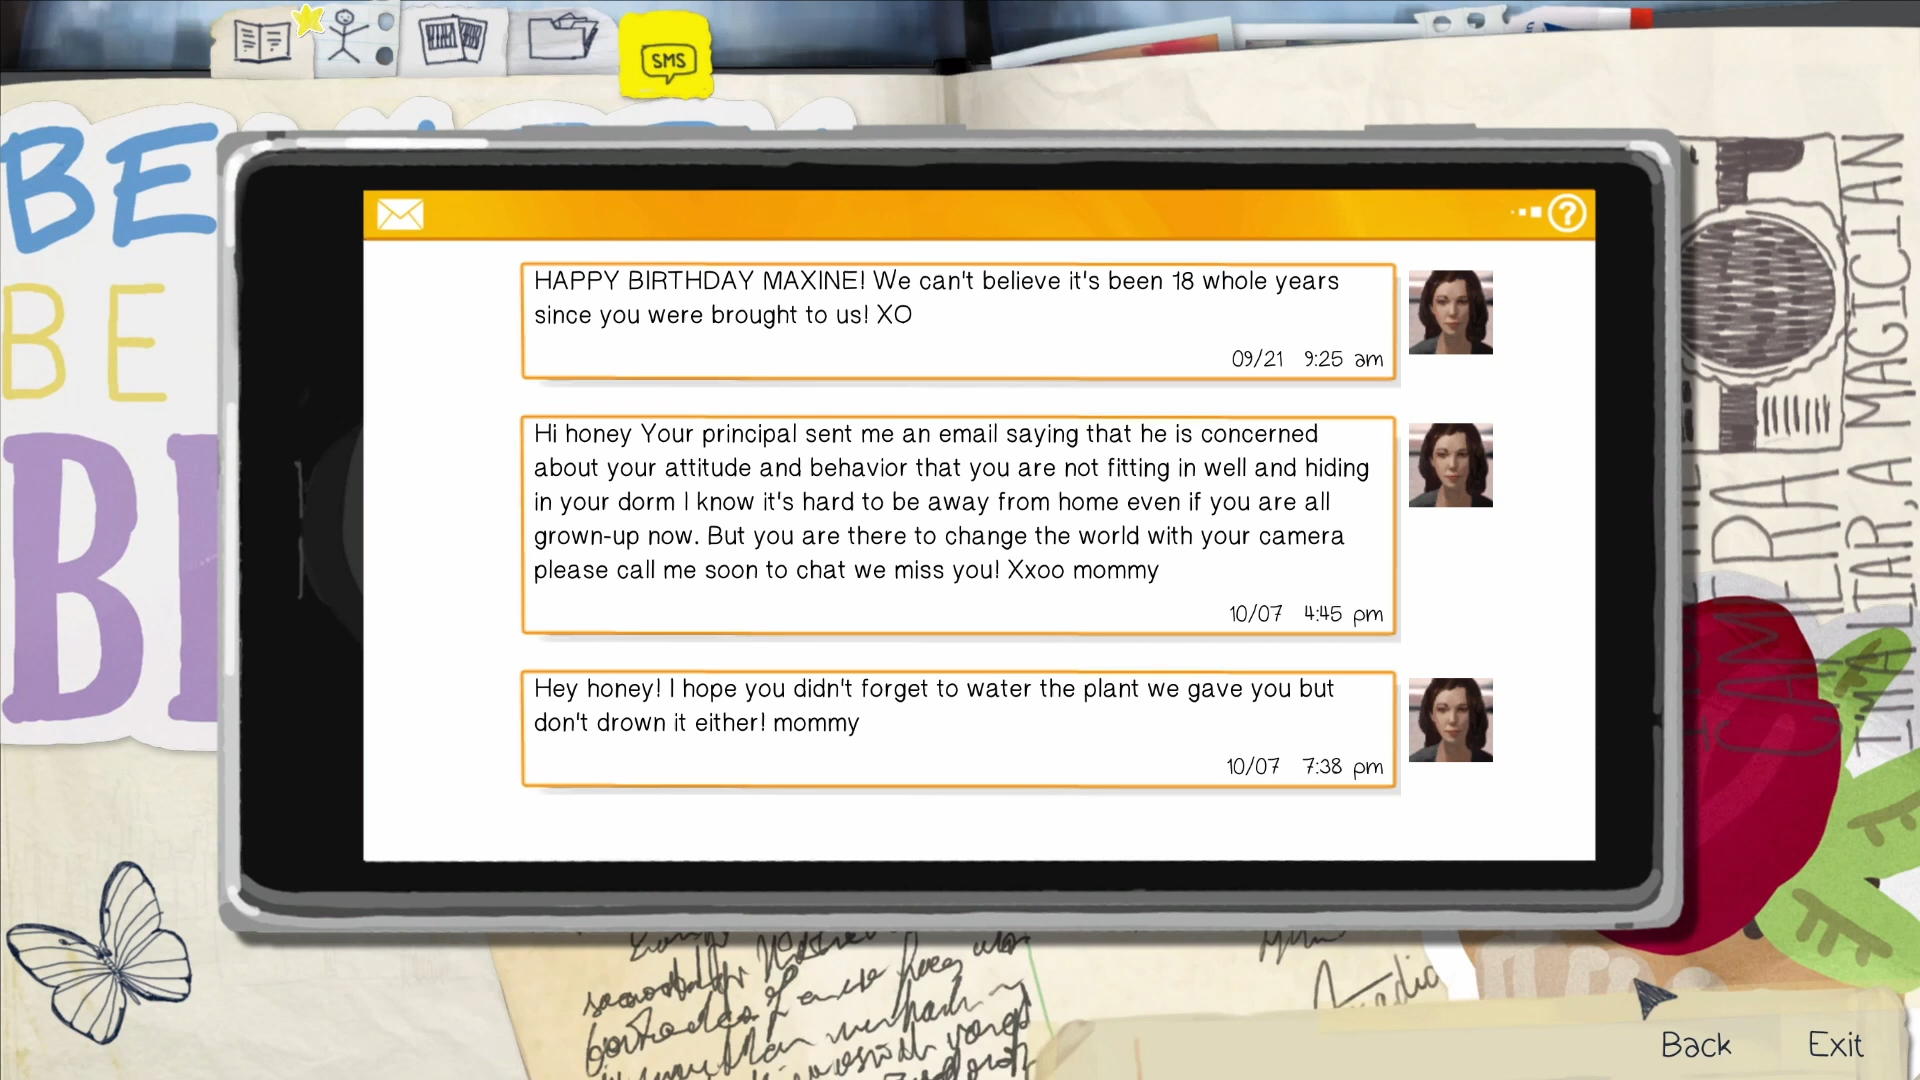 SMS
BE
BE
HAPPY BIRTHDAY MAXINE! We can't believe it's been 18 whole years
since you were brought to us! XO
09/21 9:25 am
Hi honey Your principal sent me an email saying that he is concerned
about your attitude and behavior that you are not fitting in well and hiding
in your dorm I know it's hard to be away from home even if you are all
grown-up now. But you are there to change the world with your camera
please call me soon to chat we miss you! Xxoo mommy
10/07 4:45 pm
Hey honey! I hope you didn't forget to water the plant we gave you but
don't drown it either! mommy
10/07 7:38 pm
CAMERA
LIAR, A MAGICIAN
Back Exit